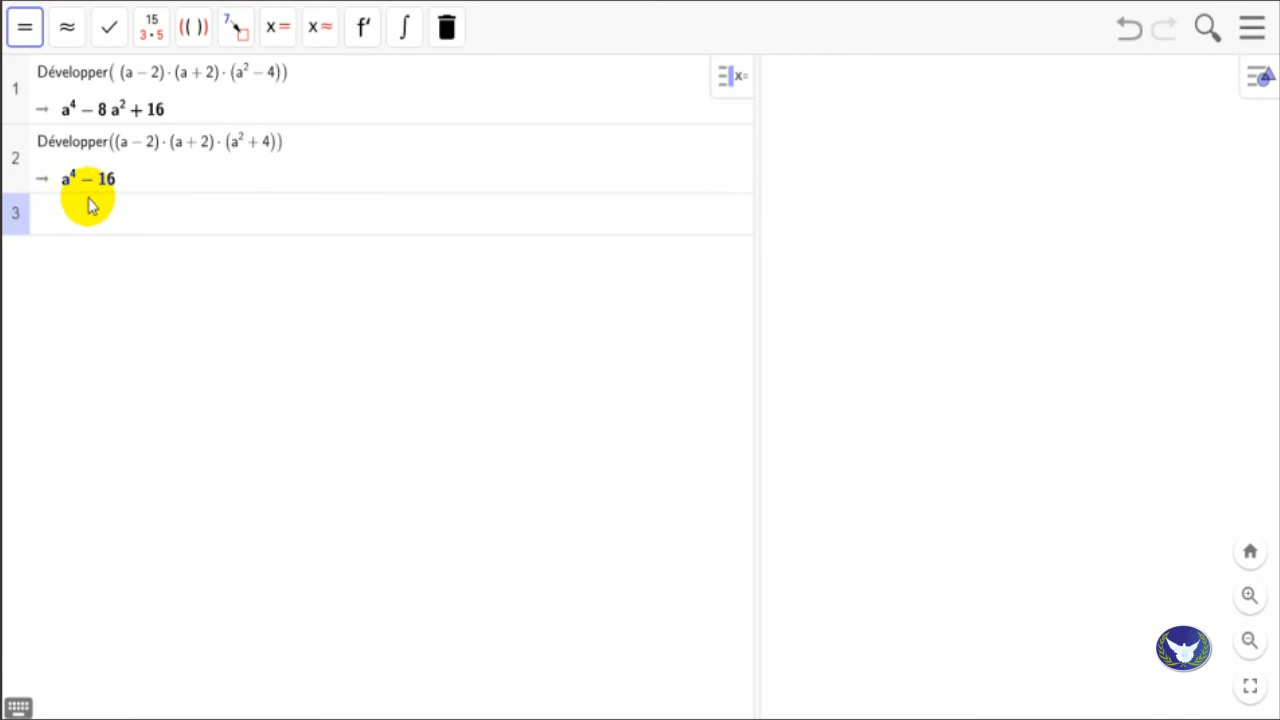 = ≈ ✓ 15 3·5 (( )) 7 x= x≈ f′ ∫
1 Développer( (a − 2)·(a + 2)·(a² − 4))
x=
→ a⁴ − 8 a² + 16
2 Développer((a − 2)·(a + 2)·(a² + 4))
→ a⁴ − 16
3